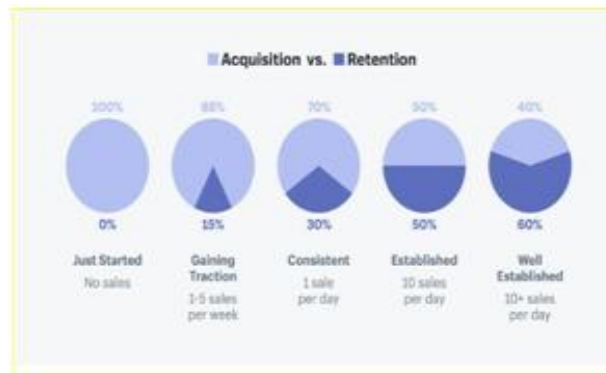 Acquisition vs. Retention
100% 85% 70% 50% 40%
0% 15% 30% 50% 60%
Just Started
No sales
Gaining
Traction
1-5 sales
per week
Consistent
1 sale
per day
Established
10 sales
per day
Well
Established
10+ sales
per day